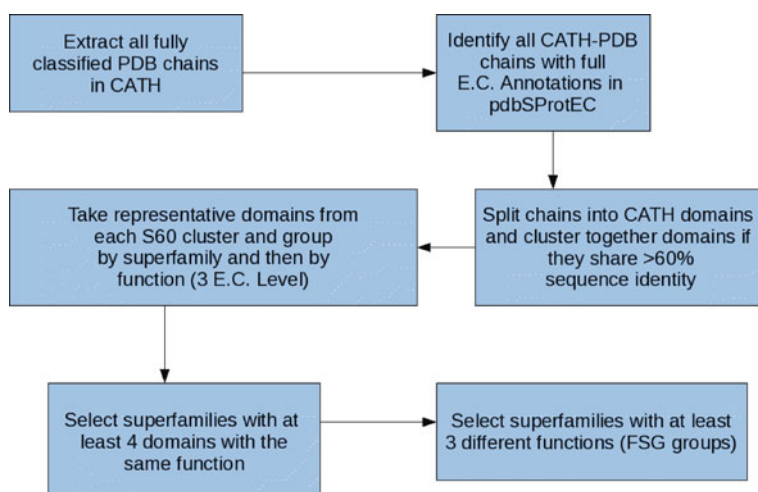 Extract all fully
classified PDB chains
in CATH
Identify all CATH-PDB
chains with full
E.C. Annotations in
pdbSProtEC
Split chains into CATH domains
and cluster together domains if
they share >60%
sequence identity
Take representative domains from
each S60 cluster and group
by superfamily and then by
function (3 E.C. Level)
Select superfamilies with at
least 4 domains with the
same function
Select superfamilies with at least
3 different functions (FSG groups)